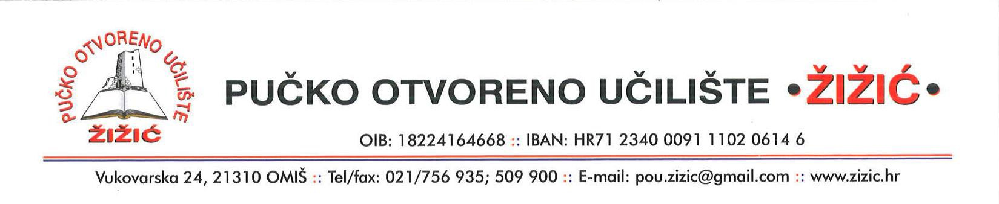 PUČKO OTVORENO UČILIŠTE
ŽIŽIĆ
PUČKO OTVORENO UČILIŠTE •ŽIŽIĆ•
OIB: 18224164668 :: IBAN: HR71 2340 0091 1102 0614 6
Vukovarska 24, 21310 OMIŠ :: Tel/fax: 021/756 935; 509 900 :: E-mail: pou.zizic@gmail.com :: www.zizic.hr